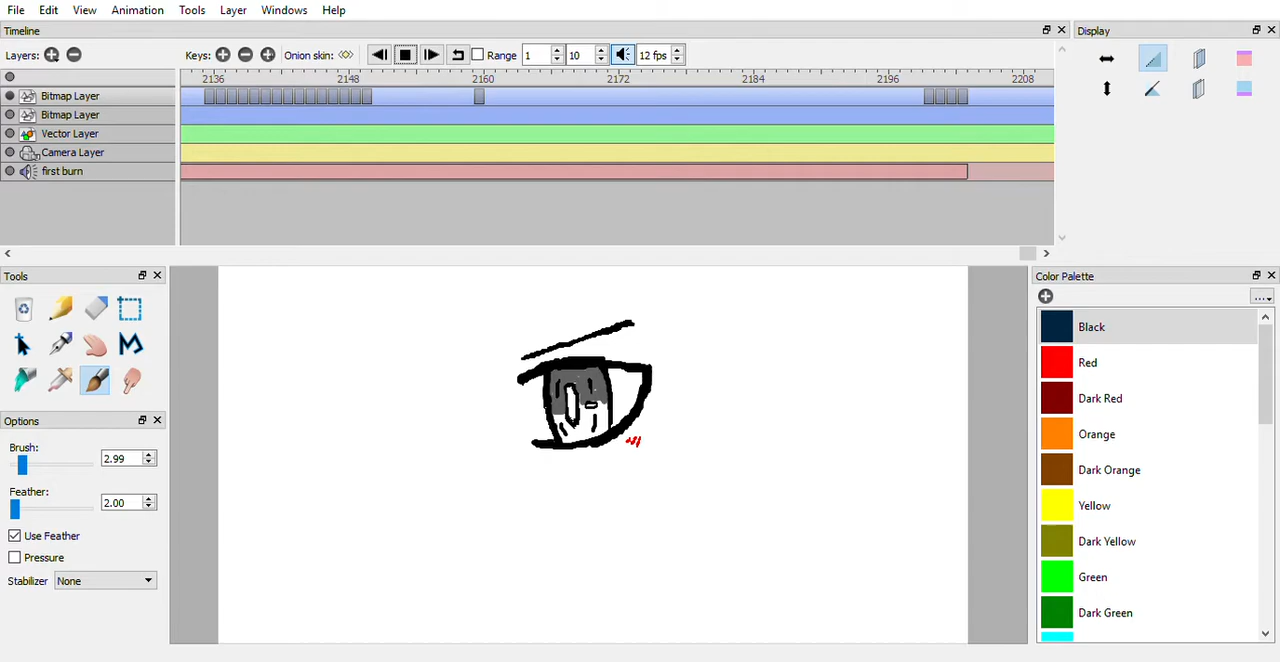 File Edit View Animation Tools Layer Windows Help
Timeline
Display
Layers: Keys: Onion skin: Range 1 10 12 fps
2136 2148 2160 2172 2184 2196 2208
Bitmap Layer
Bitmap Layer
Vector Layer
Camera Layer
first burn
Tools
Options
Brush:
2.99
Feather:
2.00
Use Feather
Pressure
Stabilizer None
Color Palette
Black
Red
Dark Red
Orange
Dark Orange
Yellow
Dark Yellow
Green
Dark Green